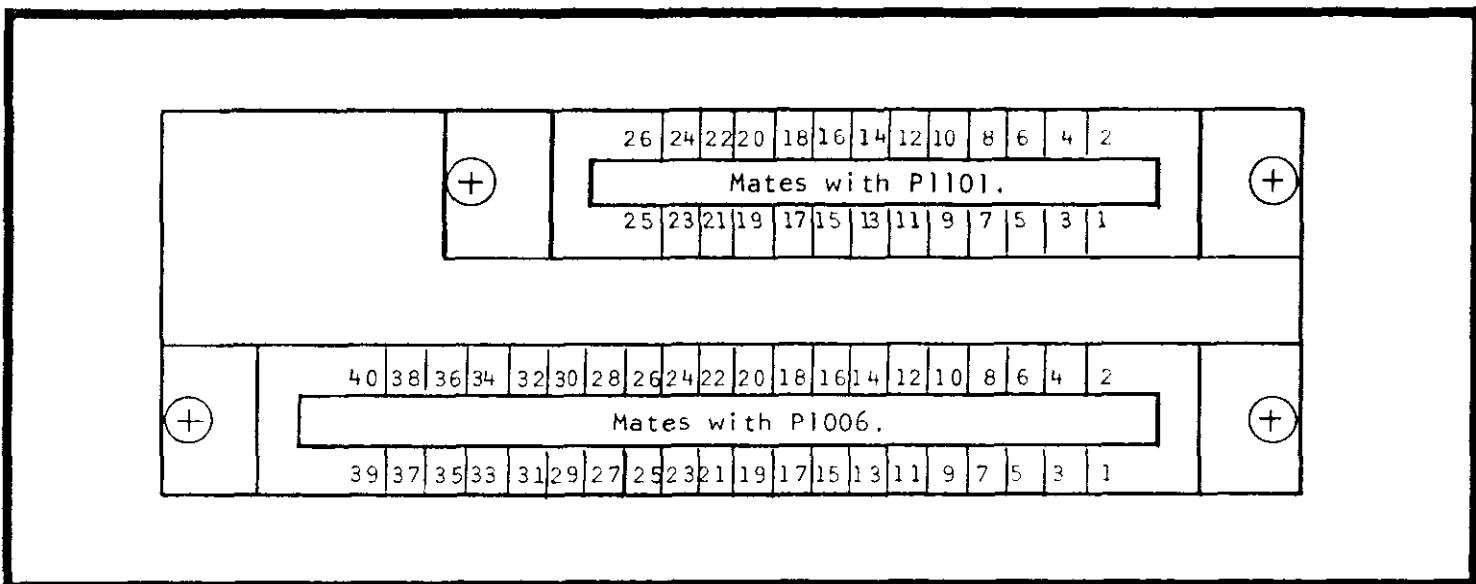 26 24 22 20 18 16 14 12 10 8 6 4 2
Mates with P1101.
25 23 21 19 17 15 13 11 9 7 5 3 1
40 38 36 34 32 30 28 26 24 22 20 18 16 14 12 10 8 6 4 2
Mates with P1006.
39 37 35 33 31 29 27 25 23 21 19 17 15 13 11 9 7 5 3 1